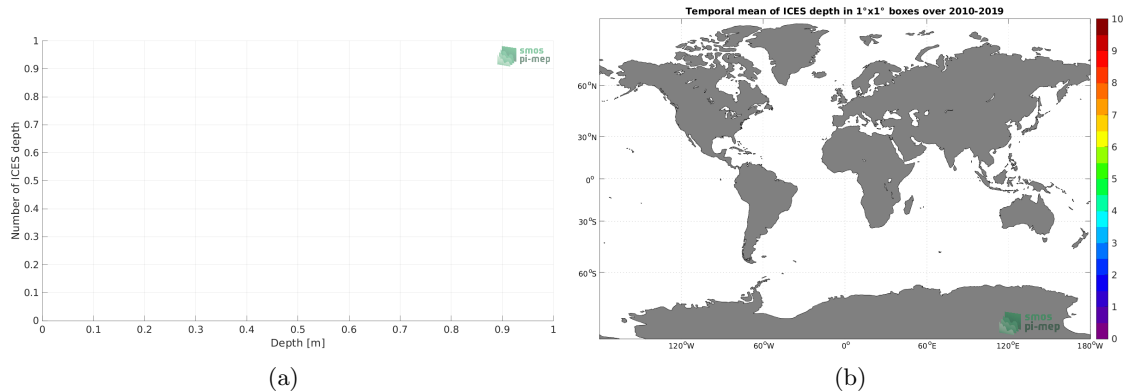 Temporal mean of ICES depth in 1°x1° boxes over 2010-2019
1
0.9
0.8
0.7
0.6
0.5
0.4
0.3
0.2
0.1
0
Number of ICES depth
smos
pi-mep
0 0.1 0.2 0.3 0.4 0.5 0.6 0.7 0.8 0.9 1
Depth [m]
60°N
30°N
0°
30°S
60°S
120°W 60°W 0° 60°E 120°E 180°W
smos
pi-mep
10
9
8
7
6
5
4
3
2
1
0
(a) (b)